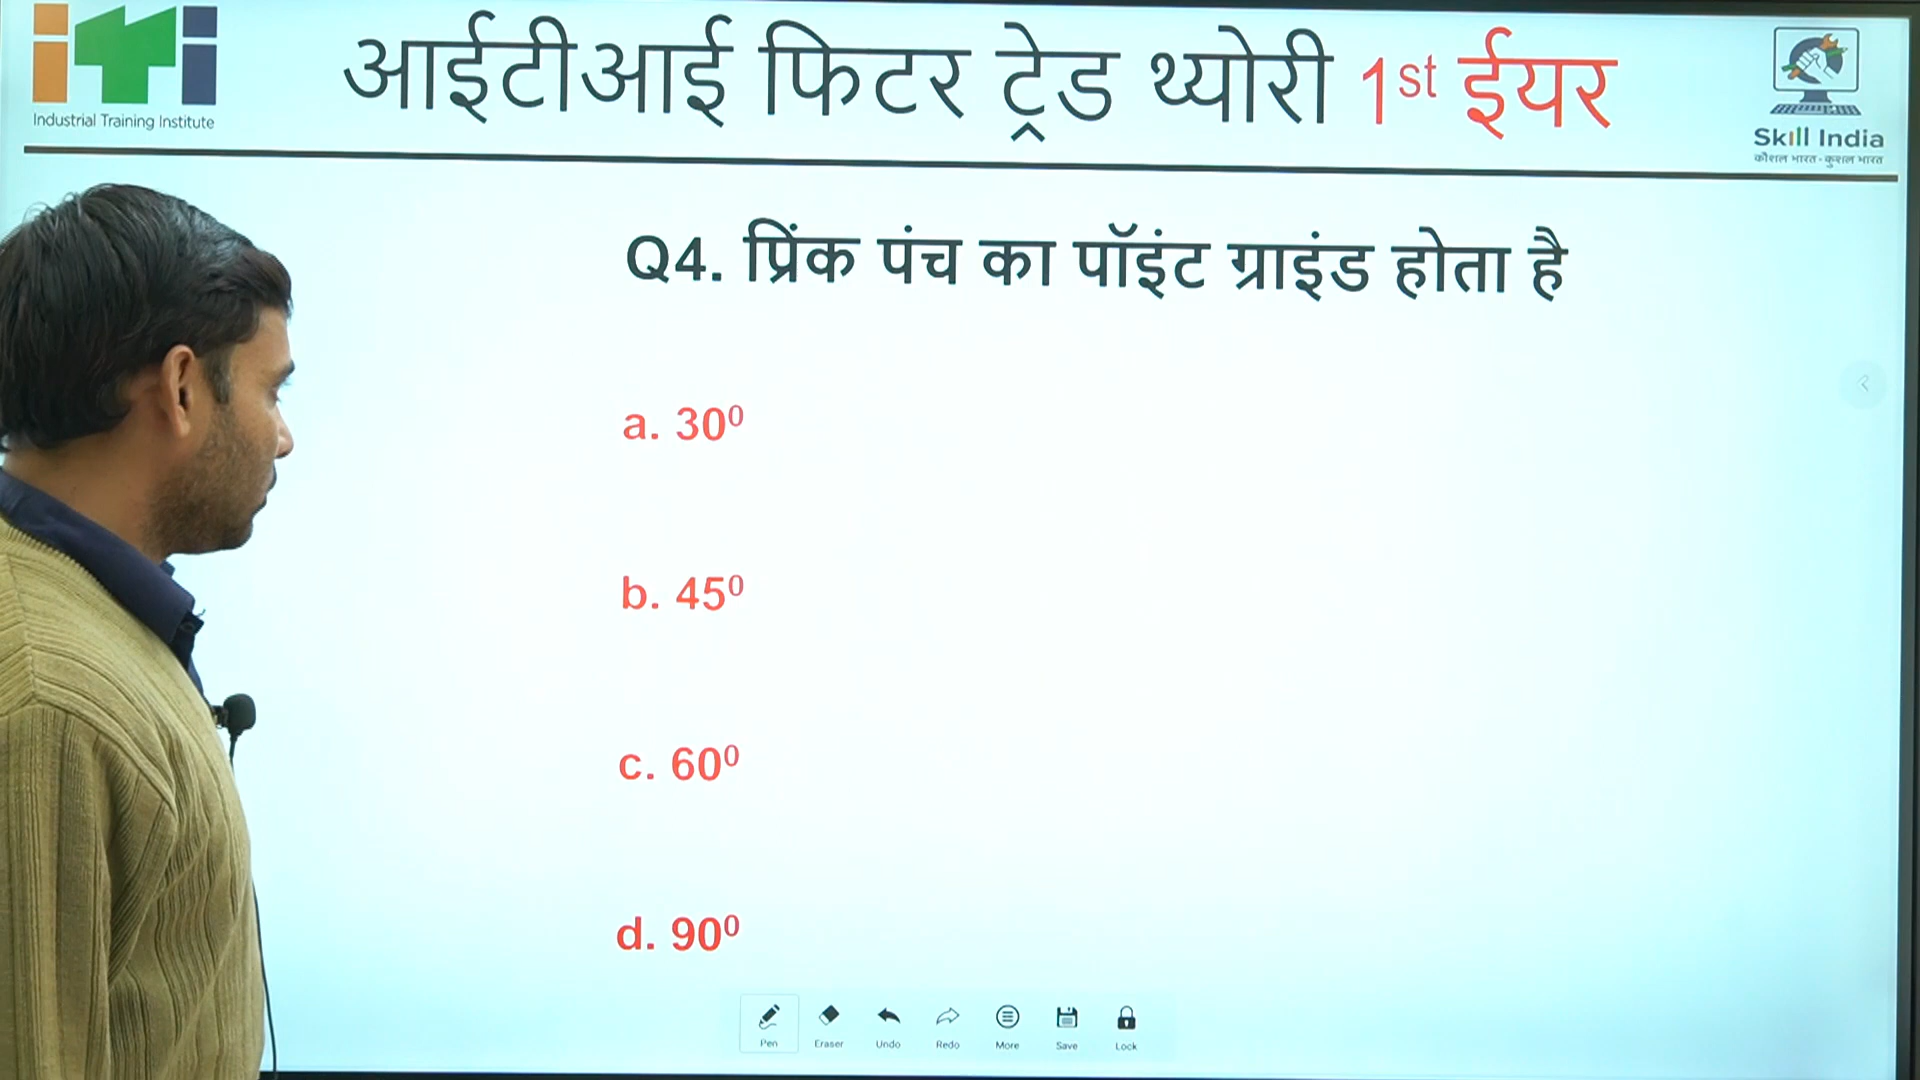 Industrial Training Institute
आईटीआई फिटर ट्रेड थ्योरी 1st ईयर
Skill India
कौशल भारत - कुशल भारत
Q4. प्रिंक पंच का पॉइंट ग्राइंड होता है
a. 30⁰
b. 45⁰
c. 60⁰
d. 90⁰
Pen Eraser Undo Redo More Save Lock